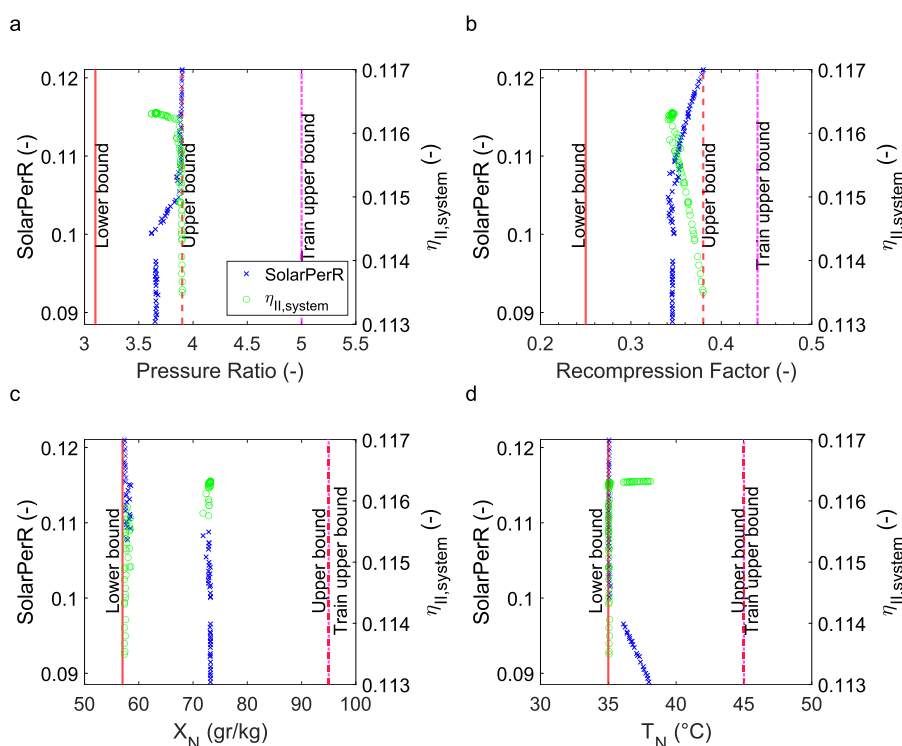 a
SolarPerR (-)
0.12
0.11
0.1
0.09
3
3.5
4
4.5
5
5.5
Pressure Ratio (-)
0.117
0.116
0.115
0.114
0.113
η_II,system (-)
Lower bound
Upper bound
Train upper bound
SolarPerR
η_II,system
b
SolarPerR (-)
0.12
0.11
0.1
0.09
0.2
0.3
0.4
0.5
Recompression Factor (-)
0.117
0.116
0.115
0.114
0.113
η_II,system (-)
Lower bound
Upper bound
Train upper bound
c
SolarPerR (-)
0.12
0.11
0.1
0.09
50
60
70
80
90
100
X_N (gr/kg)
0.117
0.116
0.115
0.114
0.113
η_II,system (-)
Lower bound
Upper bound
Train upper bound
d
SolarPerR (-)
0.12
0.11
0.1
0.09
30
35
40
45
50
T_N (°C)
0.117
0.116
0.115
0.114
0.113
η_II,system (-)
Lower bound
Upper bound
Train upper bound